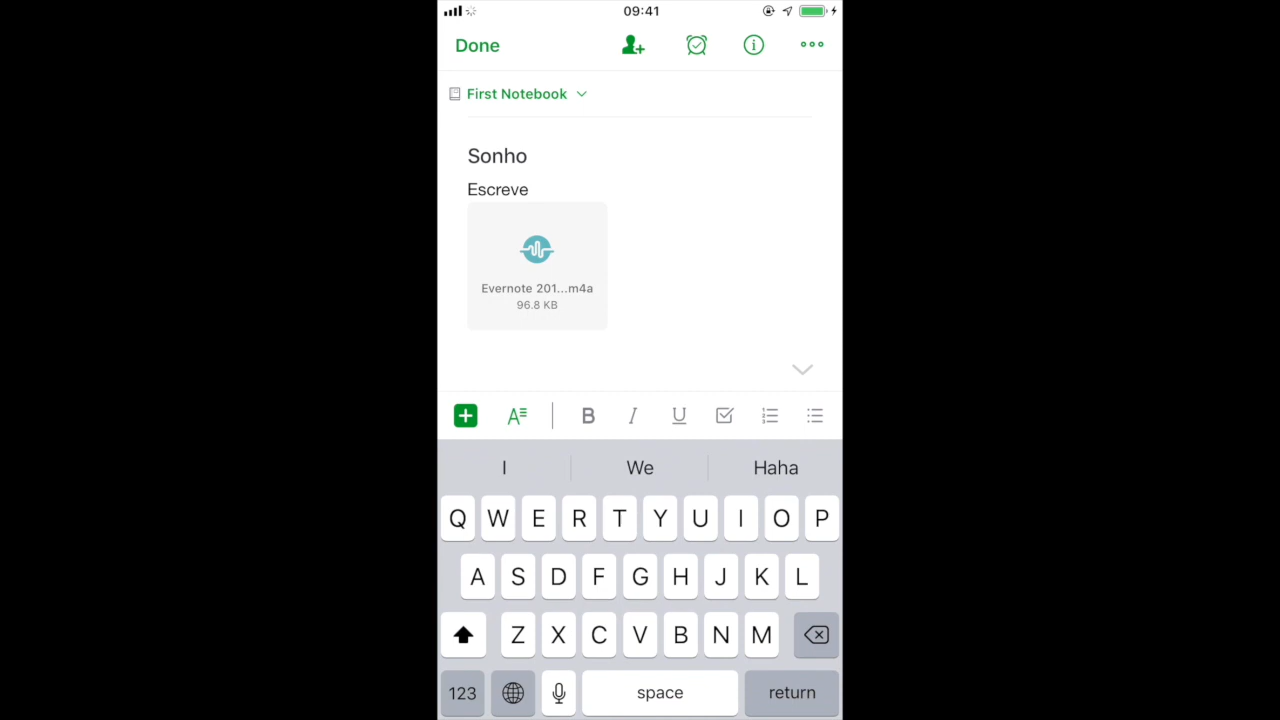 09:41
Done
First Notebook
Sonho
Escreve
Evernote 201...m4a
96.8 KB
A B I U
I We Haha
Q W E R T Y U I O P
A S D F G H J K L
Z X C V B N M
123 space return